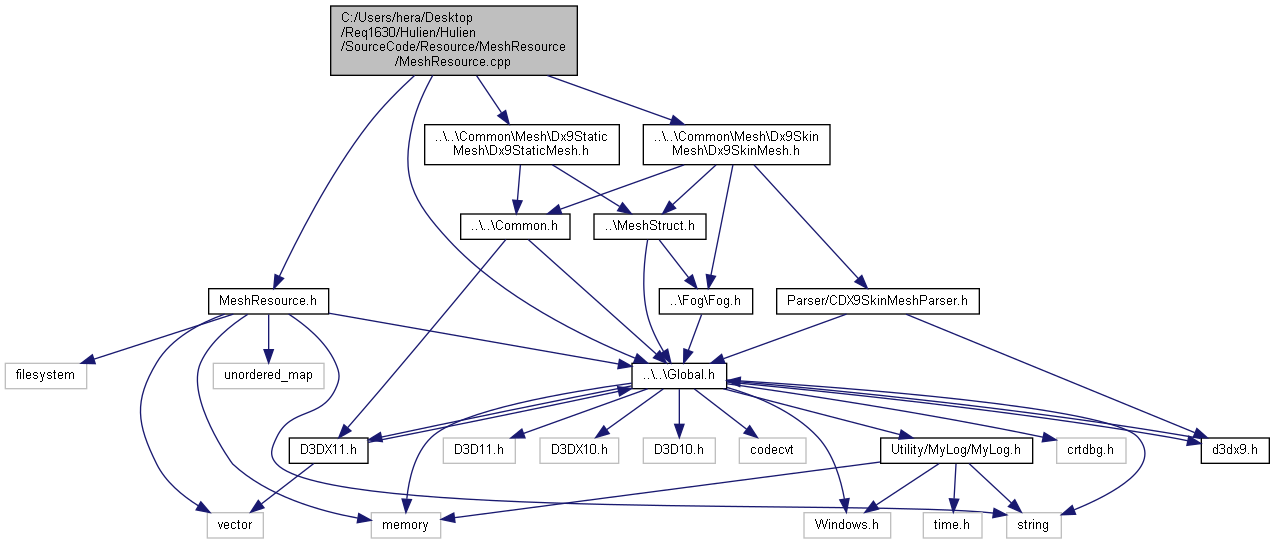 C:/Users/hera/Desktop
/Req1630/Hulien/Hulien
/SourceCode/Resource/MeshResource
/MeshResource.cpp
..\..\Common\Mesh\Dx9Static
Mesh\Dx9StaticMesh.h
..\..\Common\Mesh\Dx9Skin
Mesh\Dx9SkinMesh.h
..\..\Common.h
..\MeshStruct.h
MeshResource.h
..\Fog\Fog.h
Parser/CDX9SkinMeshParser.h
filesystem
unordered_map
..\..\Global.h
D3DX11.h
D3D11.h
D3DX10.h
D3D10.h
codecvt
Utility/MyLog/MyLog.h
crtdbg.h
d3dx9.h
vector
memory
Windows.h
time.h
string